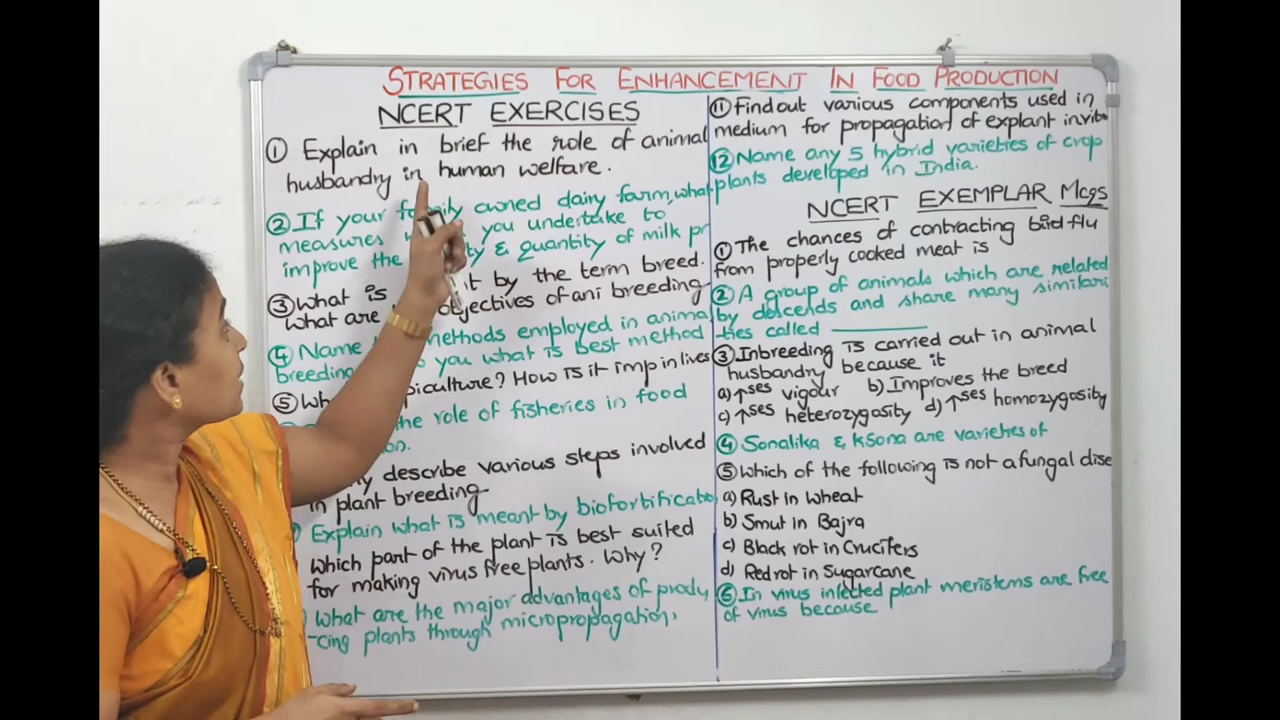 STRATEGIES FOR ENHANCEMENT IN FOOD PRODUCTION
NCERT EXERCISES
① Explain in brief the role of animal
husbandry in human welfare.
② If your family owned dairy farm, what
measures you undertake to
improve the & quantity of milk pr
③ What is it by the term breed.
What are objectives of ani breeding
④ Name methods employed in animal
breeding. you what is best method
⑤ Wh piculture? How is it imp in lives
the role of fisheries in food
on.
describe various steps involved
in plant breeding
Explain what is meant by biofortificatio
Which part of the plant is best suited
for making virus free plants. Why?
What are the major advantages of produ
-cing plants through micropropagation.
⑪ Find out various components used in
medium for propagation of explant invit
⑫ Name any 5 hybrid varieties of crop
plants developed in India.
NCERT EXEMPLAR Mcqs
① The chances of contracting bird flu
from properly cooked meat is
② A group of animals which are related
by descends and share many similari
-ties called ________
③ Inbreeding is carried out in animal
husbandry because it
a) ↑ses vigour b) Improves the breed
c) ↑ses heterozygosity d) ↑ses homozygosity
④ Sonalika & kSona are varieties of
⑤ Which of the following is not a fungal dise
a) Rust in wheat
b) Smut in Bajra
c) Black rot in Crucifers
d) Red rot in Sugarcane
⑥ In virus infected plant meristems are free
of virus because